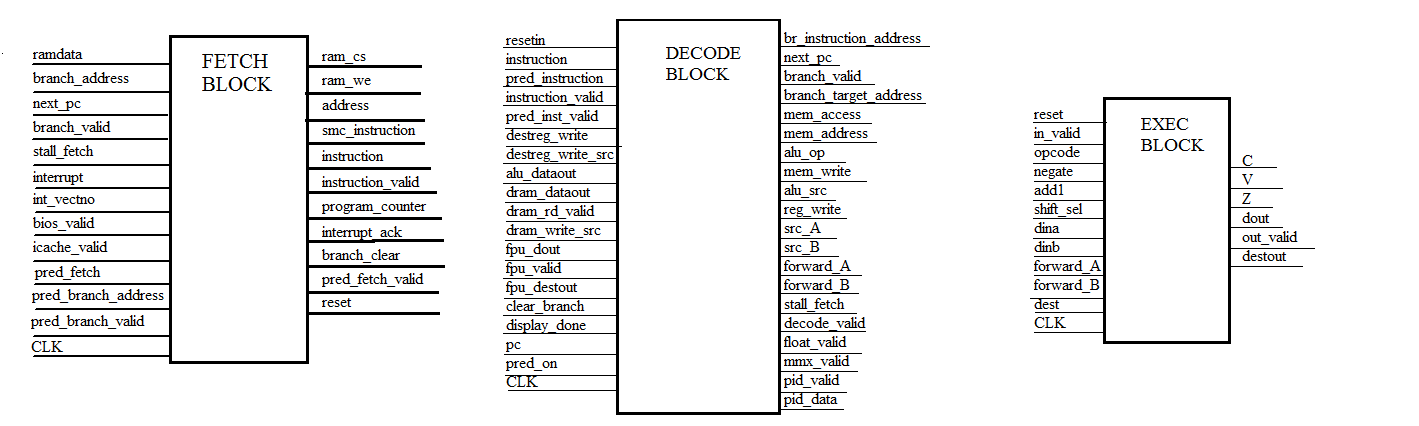 FETCH
BLOCK
ramdata
branch_address
next_pc
branch_valid
stall_fetch
interrupt
int_vectno
bios_valid
icache_valid
pred_fetch
pred_branch_address
pred_branch_valid
CLK
ram_cs
ram_we
address
smc_instruction
instruction
instruction_valid
program_counter
interrupt_ack
branch_clear
pred_fetch_valid
reset
DECODE
BLOCK
resetin
instruction
pred_instruction
instruction_valid
pred_inst_valid
destreg_write
destreg_write_src
alu_dataout
dram_dataout
dram_rd_valid
dram_write_src
fpu_dout
fpu_valid
fpu_destout
clear_branch
display_done
pc
pred_on
CLK
br_instruction_address
next_pc
branch_valid
branch_target_address
mem_access
mem_address
alu_op
mem_write
alu_src
reg_write
src_A
src_B
forward_A
forward_B
stall_fetch
decode_valid
float_valid
mmx_valid
pid_valid
pid_data
EXEC
BLOCK
reset
in_valid
opcode
negate
add1
shift_sel
dina
dinb
forward_A
forward_B
dest
CLK
C
V
Z
dout
out_valid
destout